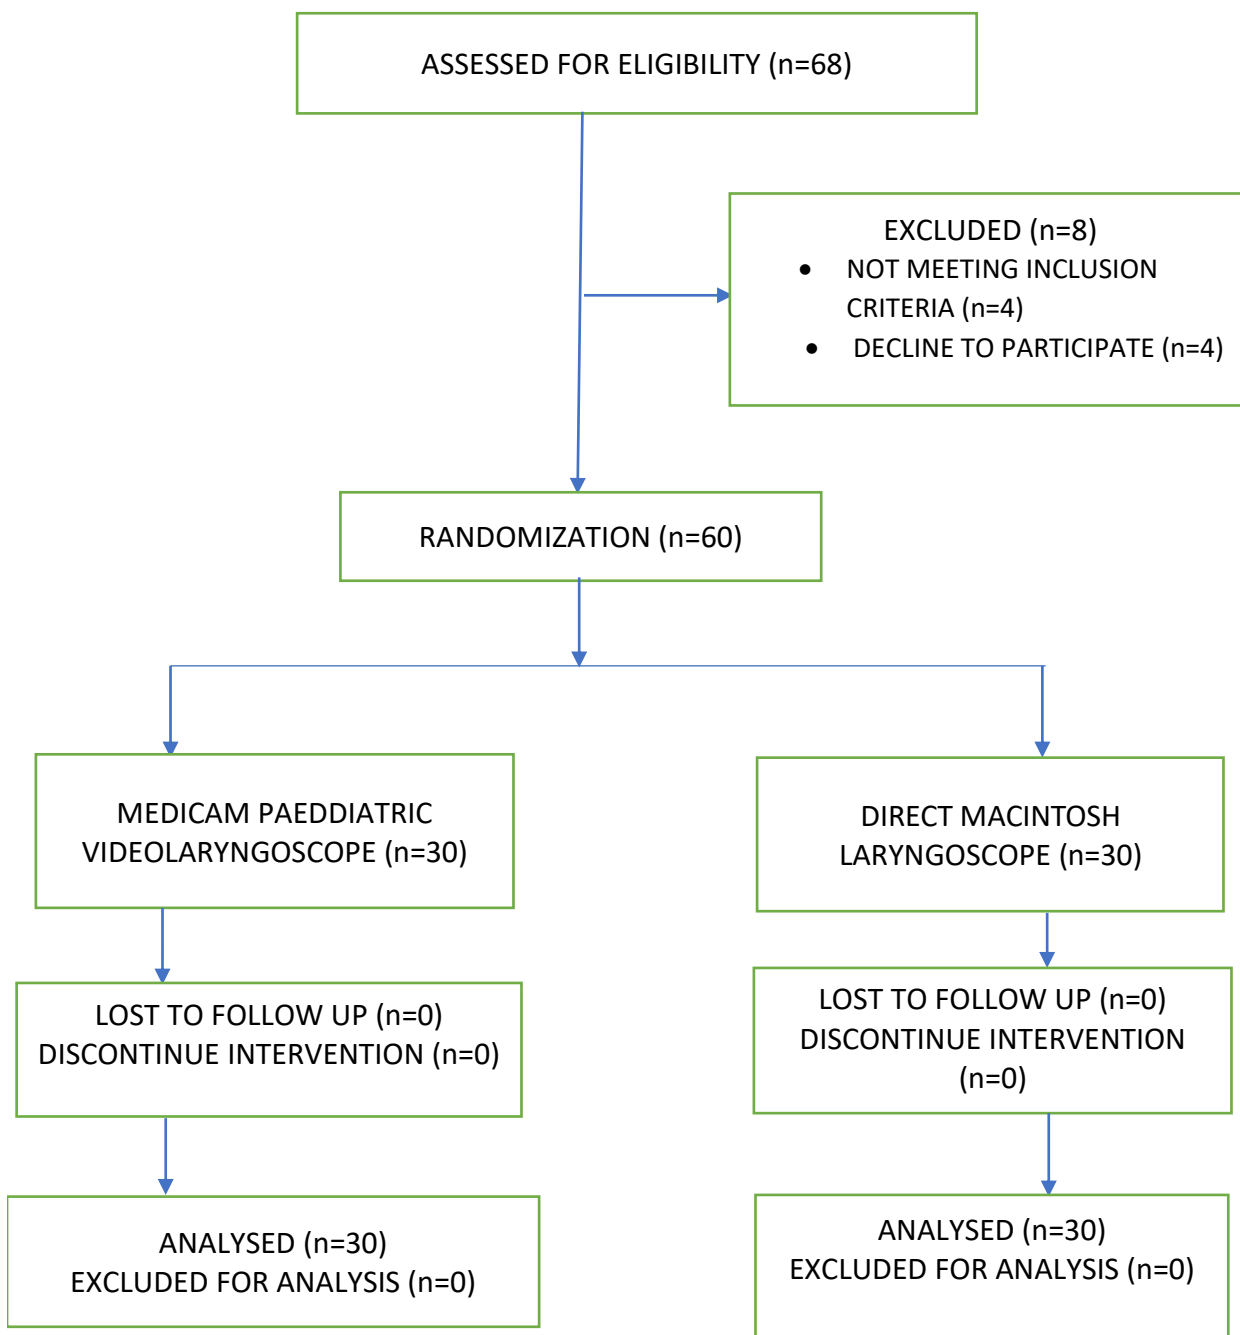 ASSESSED FOR ELIGIBILITY (n=68)
EXCLUDED (n=8)
• NOT MEETING INCLUSION
CRITERIA (n=4)
• DECLINE TO PARTICIPATE (n=4)
RANDOMIZATION (n=60)
MEDICAM PAEDDIATRIC
VIDEOLARYNGOSCOPE (n=30)
DIRECT MACINTOSH
LARYNGOSCOPE (n=30)
LOST TO FOLLOW UP (n=0)
DISCONTINUE INTERVENTION (n=0)
LOST TO FOLLOW UP (n=0)
DISCONTINUE INTERVENTION
(n=0)
ANALYSED (n=30)
EXCLUDED FOR ANALYSIS (n=0)
ANALYSED (n=30)
EXCLUDED FOR ANALYSIS (n=0)